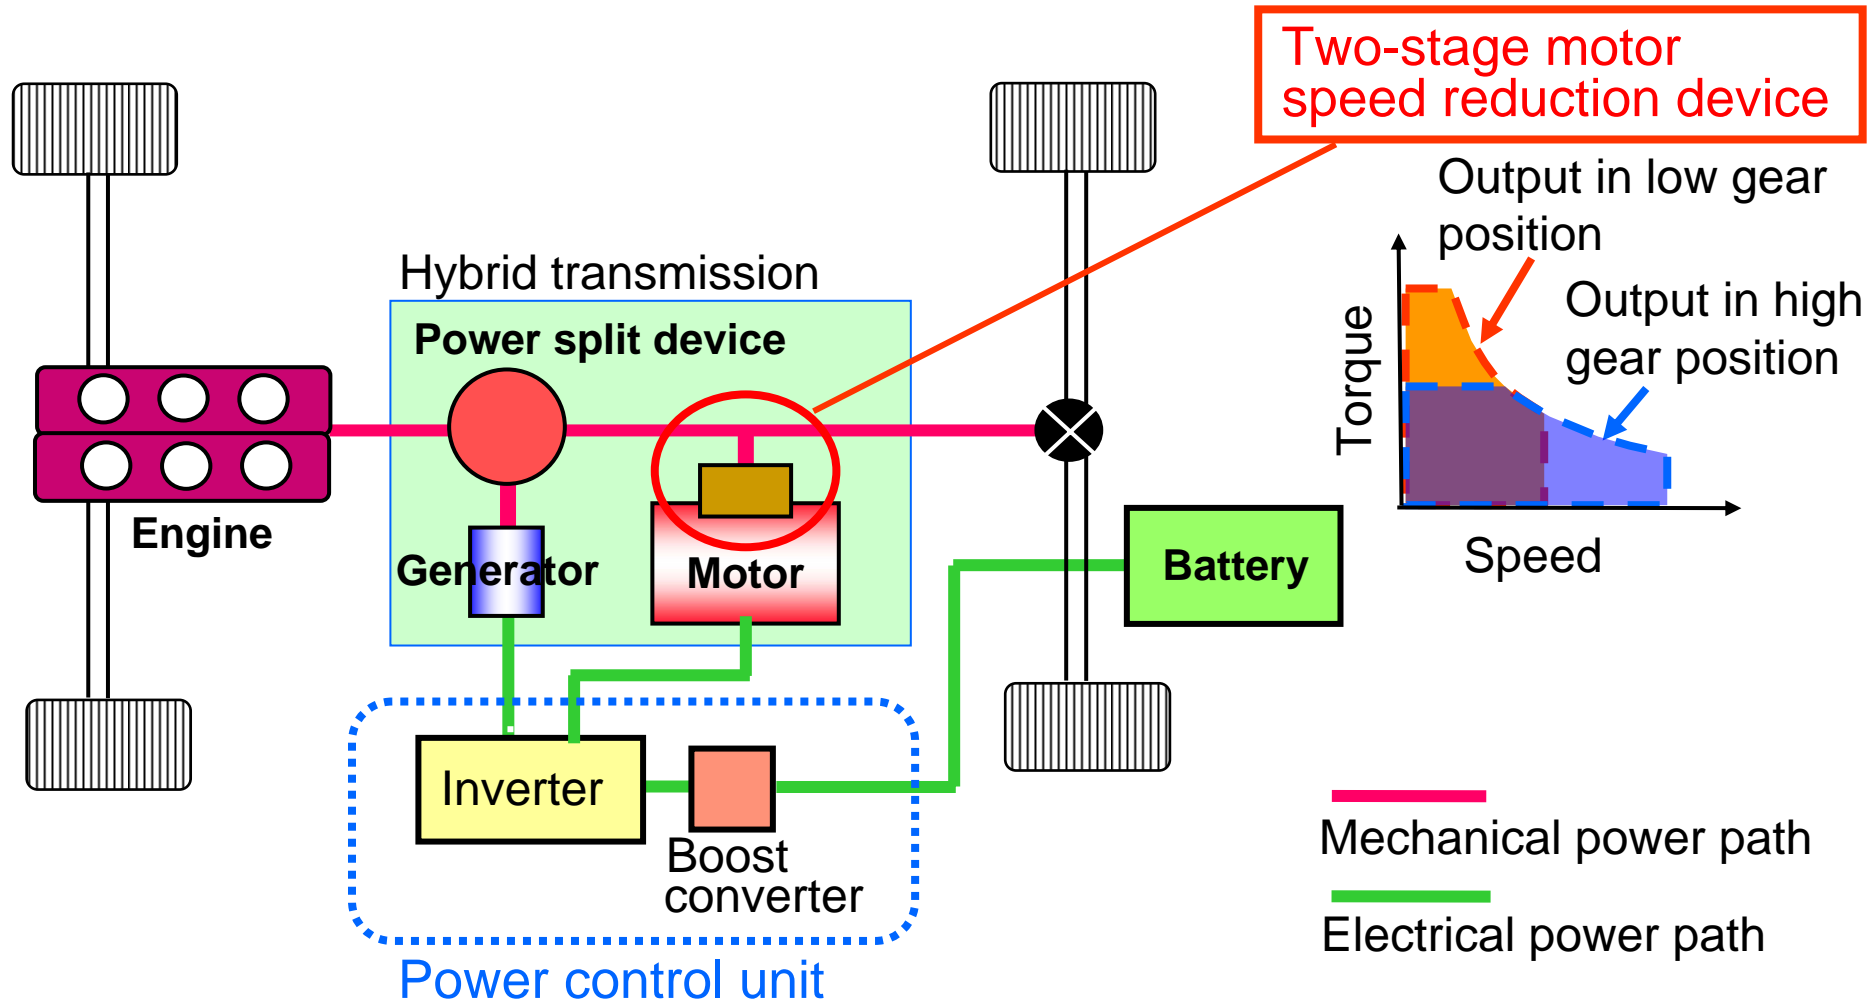 Two-stage motor
speed reduction device
Output in low gear
position
Hybrid transmission
Output in high
gear position
Power split device
Torque
Engine
Generator
Motor
Battery
Speed
Inverter
Boost
converter
Mechanical power path
Electrical power path
Power control unit